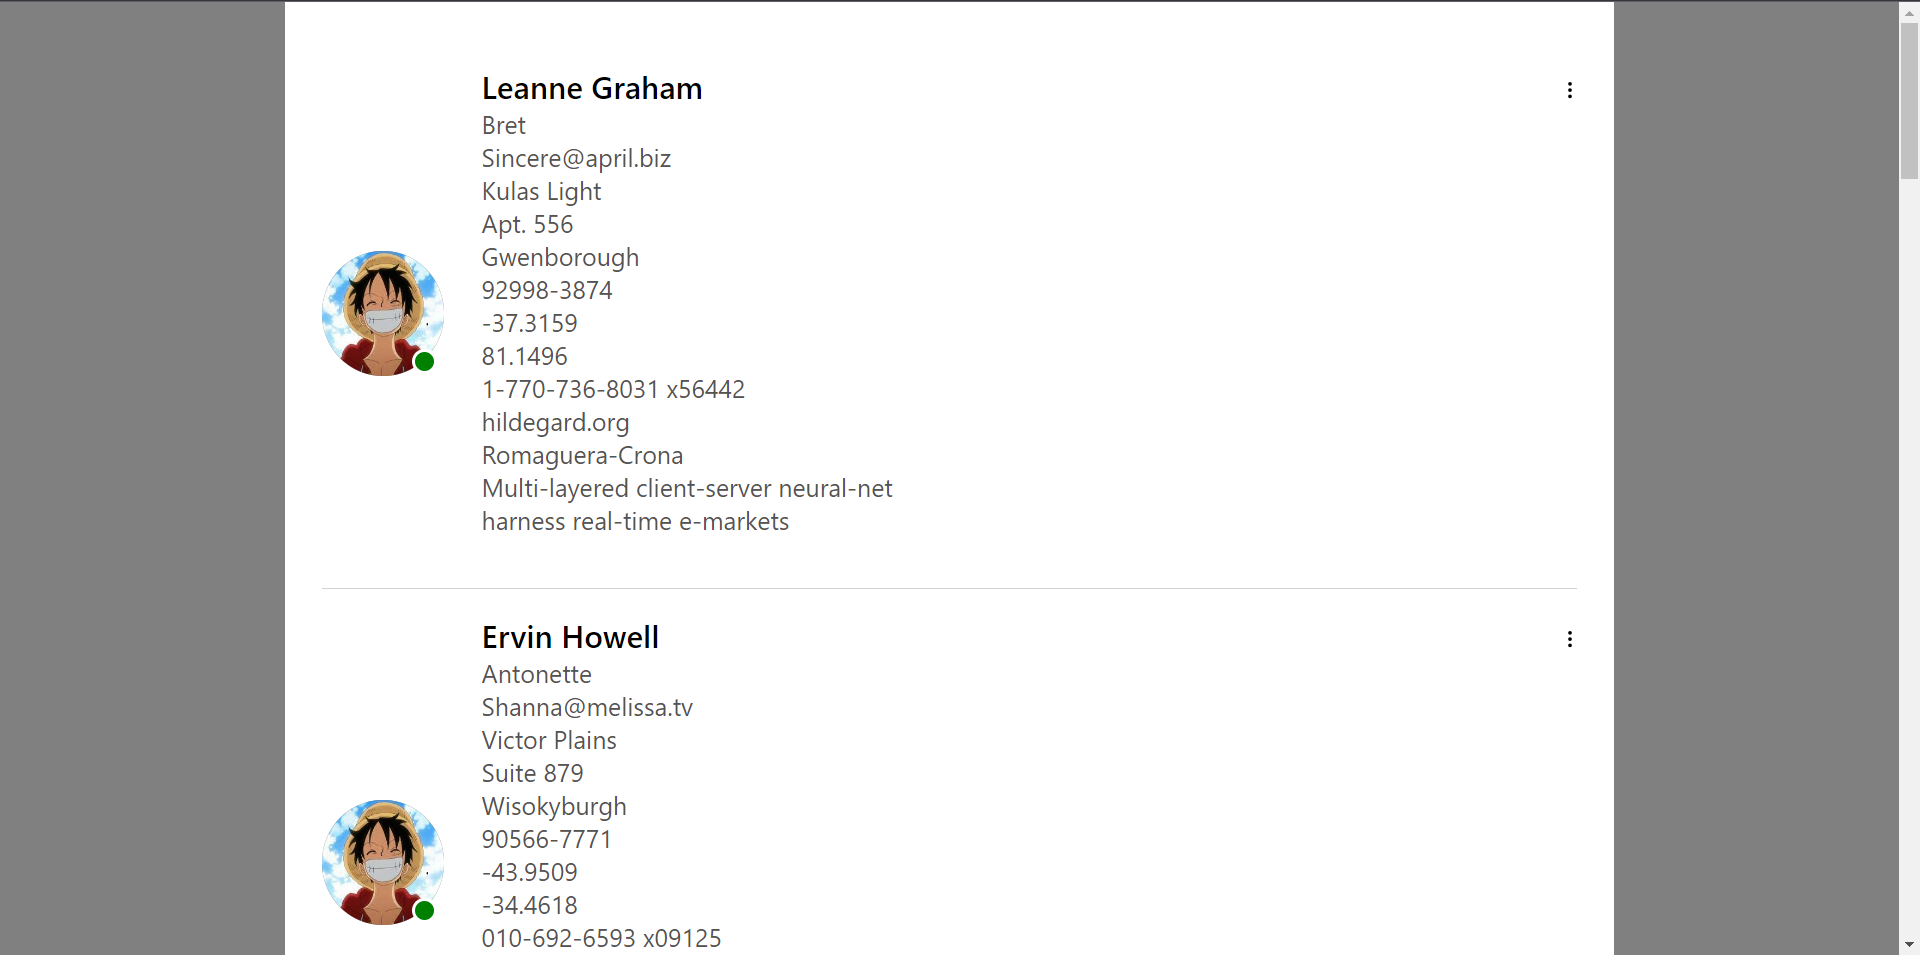 Leanne Graham
Bret
Sincere@april.biz
Kulas Light
Apt. 556
Gwenborough
92998-3874
-37.3159
81.1496
1-770-736-8031 x56442
hildegard.org
Romaguera-Crona
Multi-layered client-server neural-net
harness real-time e-markets
Ervin Howell
Antonette
Shanna@melissa.tv
Victor Plains
Suite 879
Wisokyburgh
90566-7771
-43.9509
-34.4618
010-692-6593 x09125